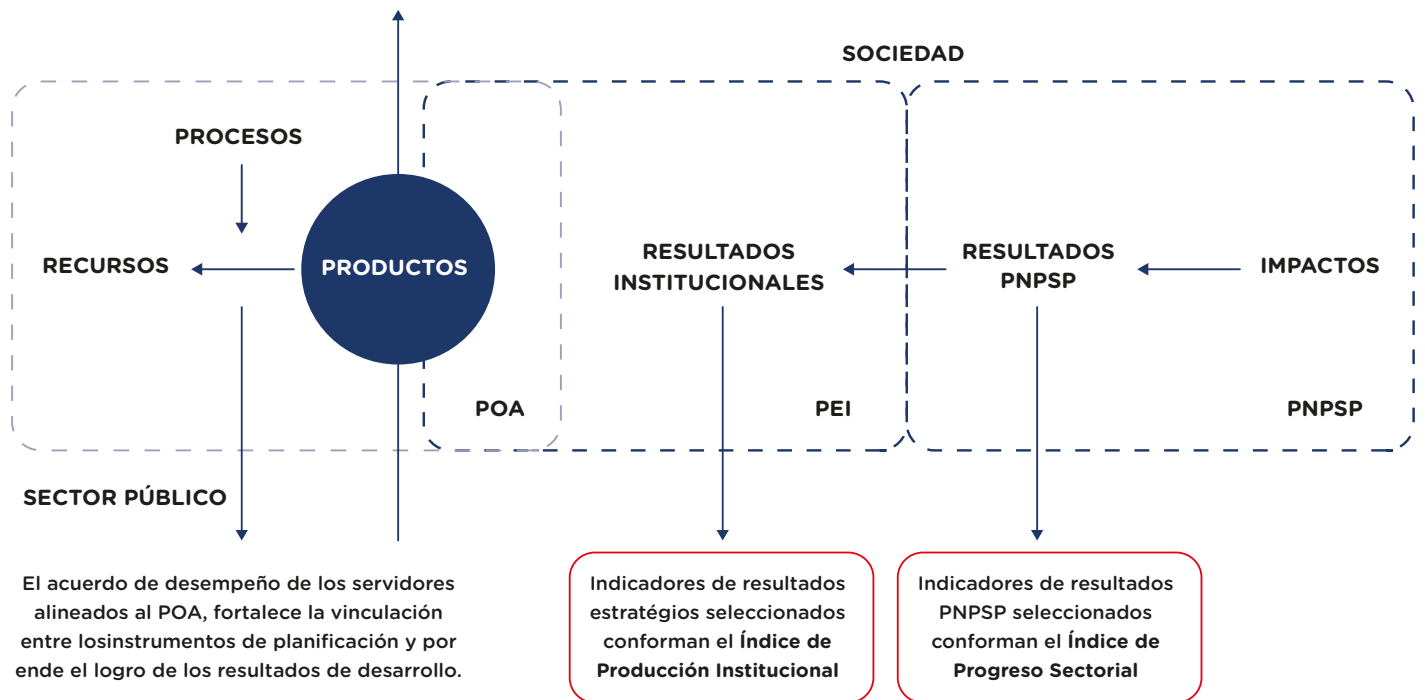 SOCIEDAD
PROCESOS
RECURSOS
PRODUCTOS
RESULTADOS
INSTITUCIONALES
RESULTADOS
PNPSP
IMPACTOS
POA
PEI
PNPSP
SECTOR PÚBLICO
El acuerdo de desempeño de los servidores
alineados al POA, fortalece la vinculación
entre losinstrumentos de planificación y por
ende el logro de los resultados de desarrollo.
Indicadores de resultados
estratégios seleccionados
conforman el Índice de
Producción Institucional
Indicadores de resultados
PNPSP seleccionados
conforman el Índice de
Progreso Sectorial